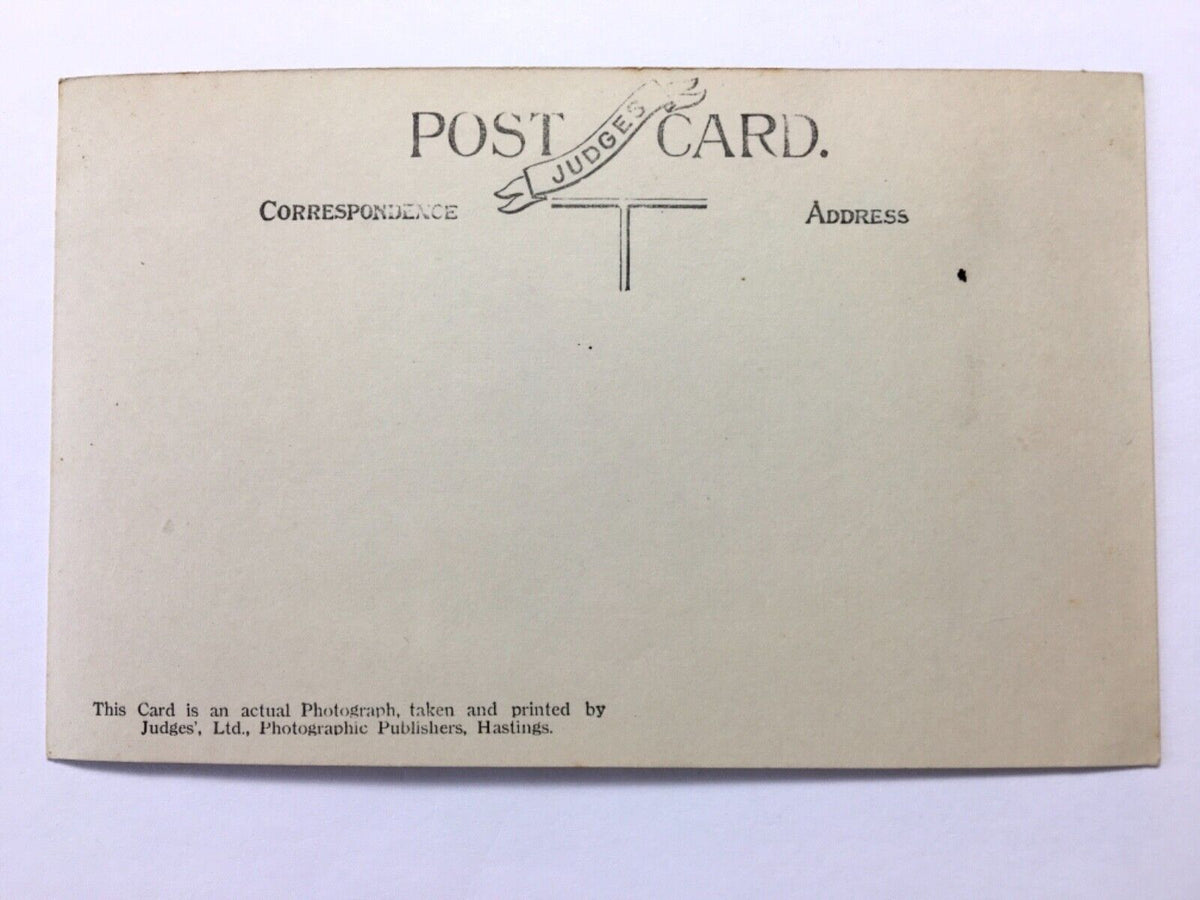 POST CARD.
JUDGES
CORRESPONDENCE
ADDRESS
This Card is an actual Photograph, taken and printed by
Judges', Ltd., Photographic Publishers, Hastings.